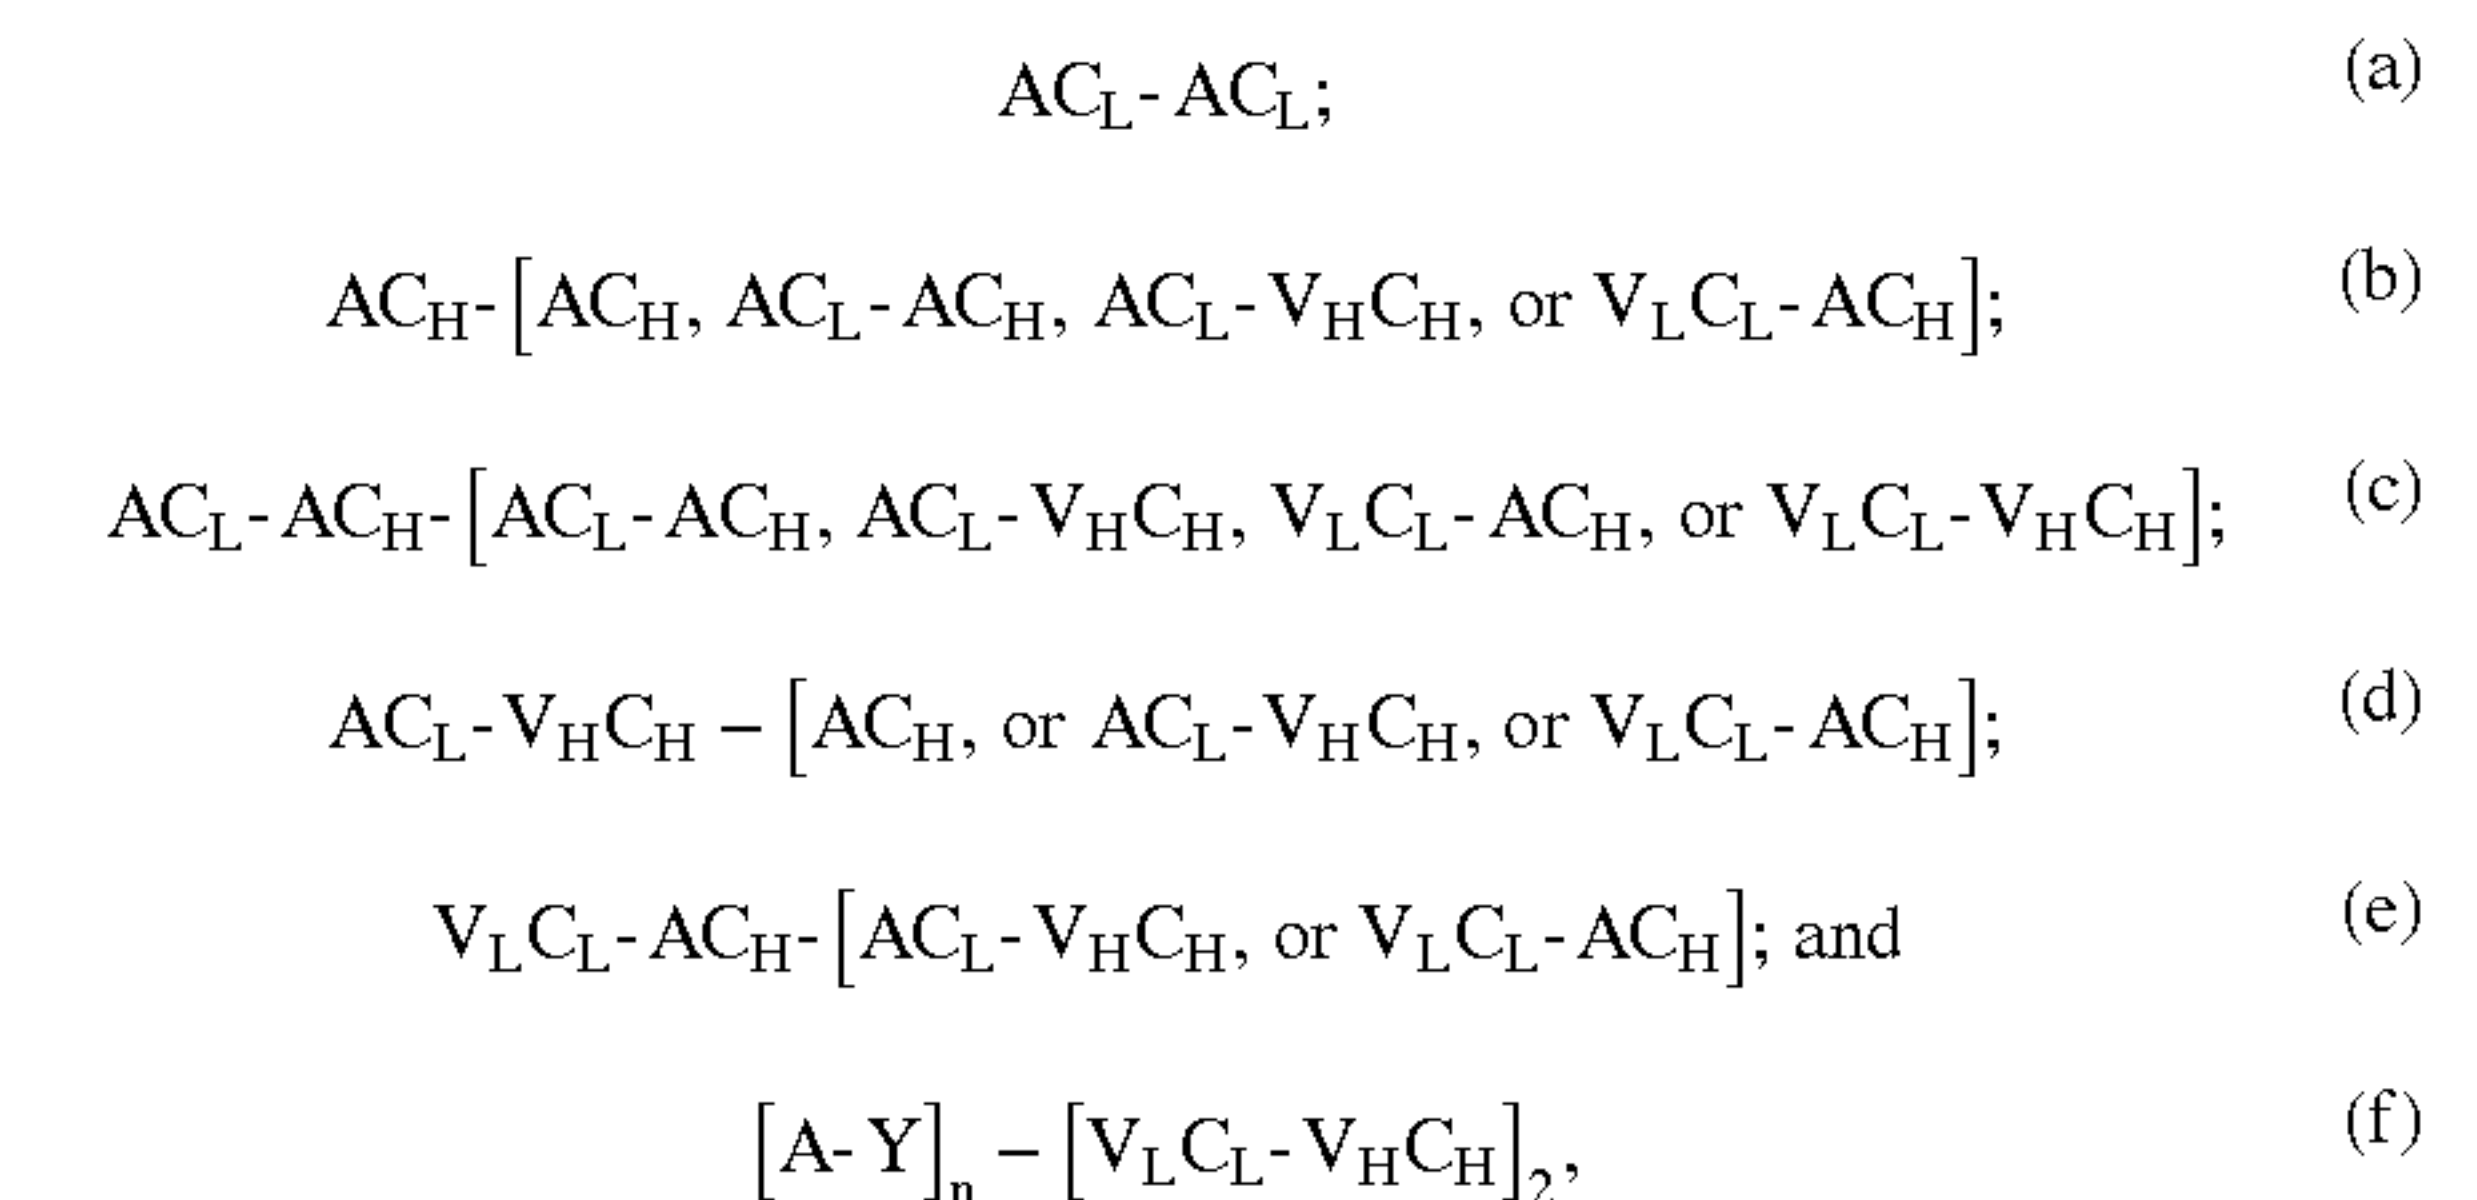 AC_L-AC_L; (a)
AC_H-[AC_H, AC_L-AC_H, AC_L-V_HC_H, or V_LC_L-AC_H]; (b)
AC_L-AC_H-[AC_L-AC_H, AC_L-V_HC_H, V_LC_L-AC_H, or V_LC_L-V_HC_H]; (c)
AC_L-V_HC_H – [AC_H, or AC_L-V_HC_H, or V_LC_L-AC_H]; (d)
V_LC_L-AC_H-[AC_L-V_HC_H, or V_LC_L-AC_H]; and (e)
[A-Y]_n – [V_LC_L-V_HC_H]_2, (f)